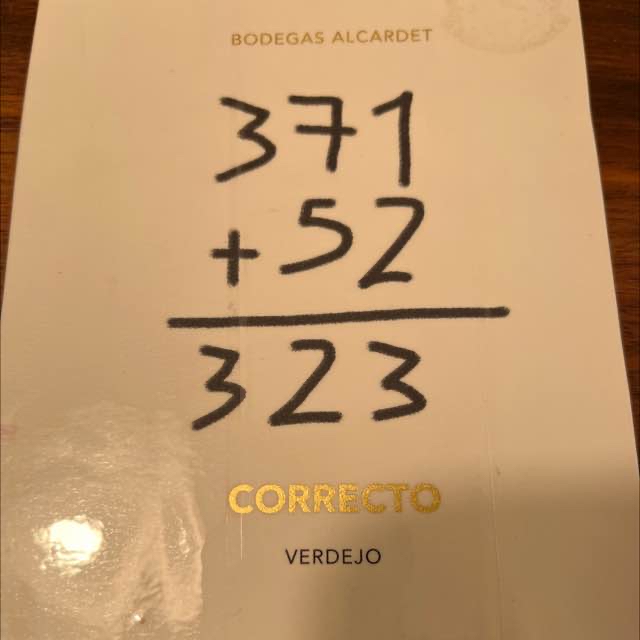 BODEGAS ALCARDET
371
+ 52
323
CORRECTO
VERDEJO